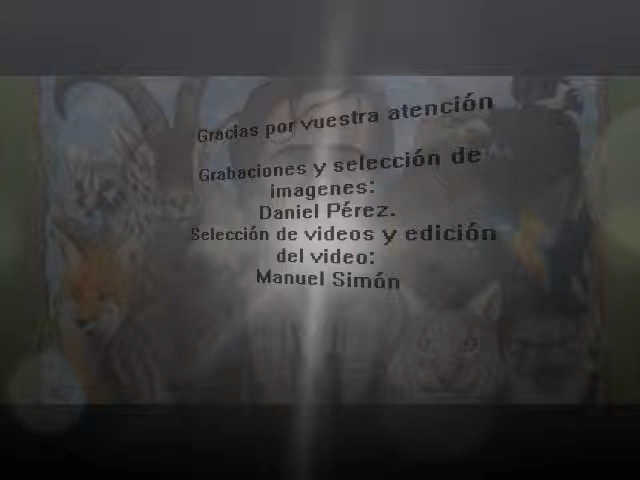 Gracias por vuestra atención
Grabaciones y selección de
imagenes:
Daniel Pérez.
Selección de videos y edición
del video:
Manuel Simón